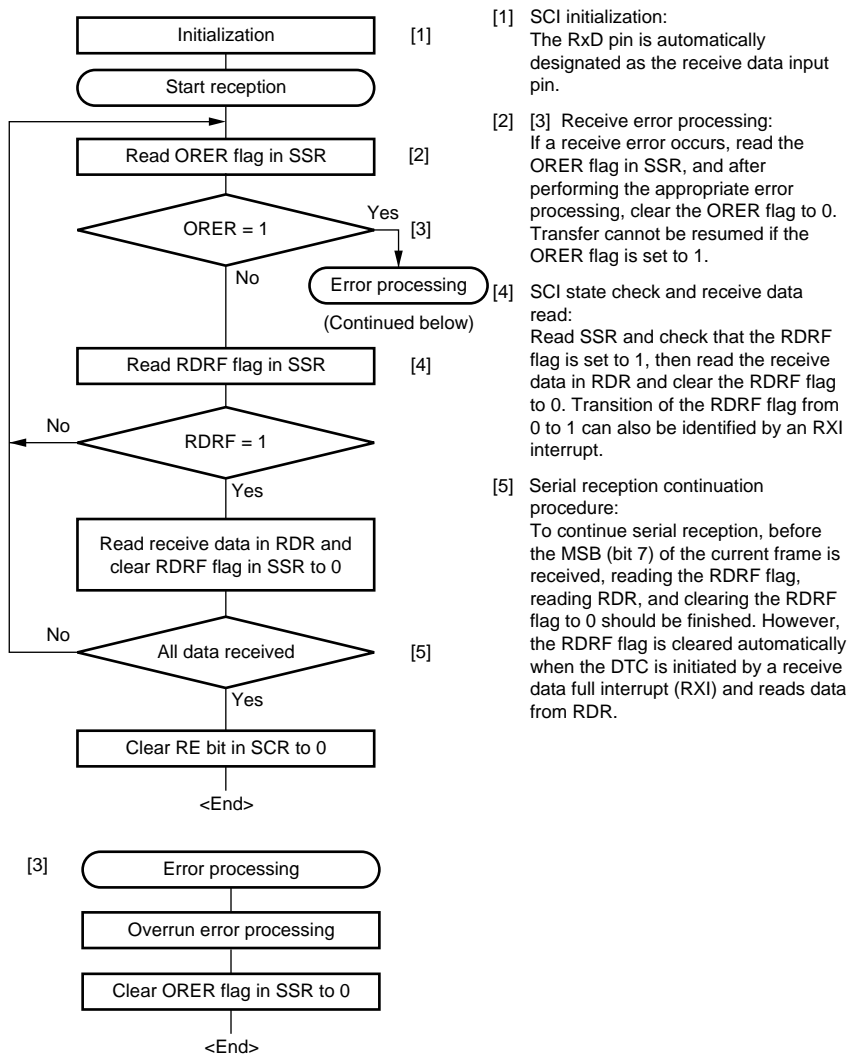 Initialization
[1]
Start reception
Read ORER flag in SSR
[2]
ORER = 1
Yes
[3]
No
Error processing
(Continued below)
Read RDRF flag in SSR
[4]
No
RDRF = 1
Yes
Read receive data in RDR and
clear RDRF flag in SSR to 0
No
All data received
[5]
Yes
Clear RE bit in SCR to 0
<End>
[3]
Error processing
Overrun error processing
Clear ORER flag in SSR to 0
<End>
[1] SCI initialization:
The RxD pin is automatically
designated as the receive data input
pin.
[2] [3] Receive error processing:
If a receive error occurs, read the
ORER flag in SSR, and after
performing the appropriate error
processing, clear the ORER flag to 0.
Transfer cannot be resumed if the
ORER flag is set to 1.
[4] SCI state check and receive data
read:
Read SSR and check that the RDRF
flag is set to 1, then read the receive
data in RDR and clear the RDRF flag
to 0. Transition of the RDRF flag from
0 to 1 can also be identified by an RXI
interrupt.
[5] Serial reception continuation
procedure:
To continue serial reception, before
the MSB (bit 7) of the current frame is
received, reading the RDRF flag,
reading RDR, and clearing the RDRF
flag to 0 should be finished. However,
the RDRF flag is cleared automatically
when the DTC is initiated by a receive
data full interrupt (RXI) and reads data
from RDR.